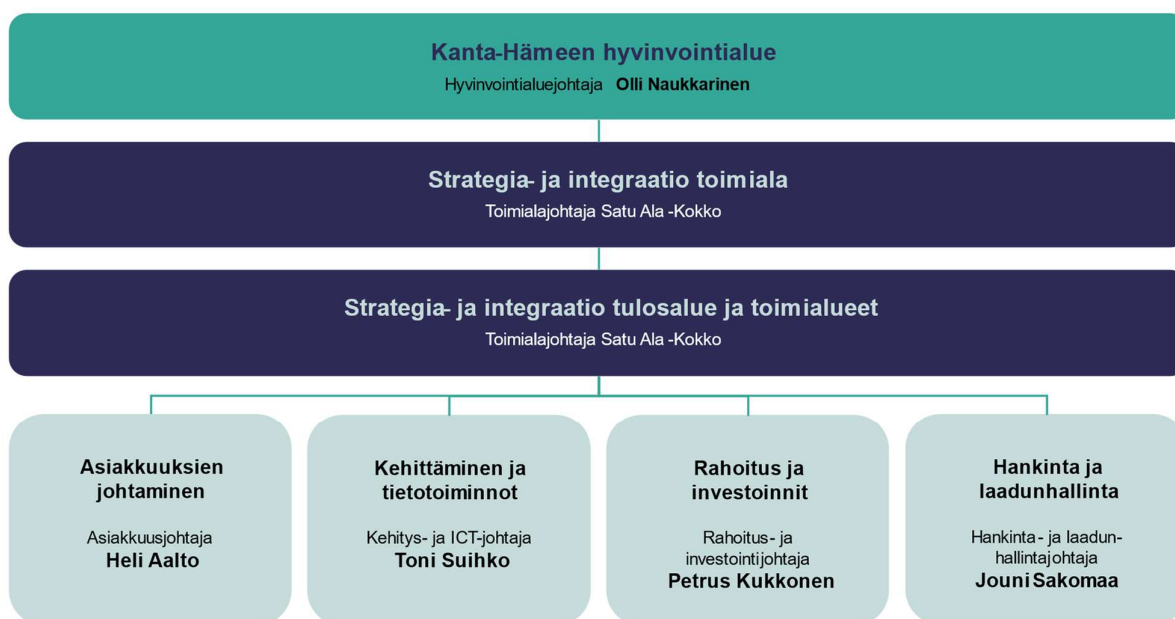 Kanta-Hämeen hyvinvointialue
Hyvinvointialuejohtaja Olli Naukkarinen
Strategia- ja integraatio toimiala
Toimialajohtaja Satu Ala -Kokko
Strategia- ja integraatio tulosalue ja toimialueet
Toimialajohtaja Satu Ala -Kokko
Asiakkuuksien
johtaminen
Asiakkuusjohtaja
Heli Aalto
Kehittäminen ja
tietotoiminnot
Kehitys- ja ICT-johtaja
Toni Suihko
Rahoitus ja
investoinnit
Rahoitus- ja
investointijohtaja
Petrus Kukkonen
Hankinta ja
laadunhallinta
Hankinta - ja laadun-
hallintajohtaja
Jouni Sakomaa